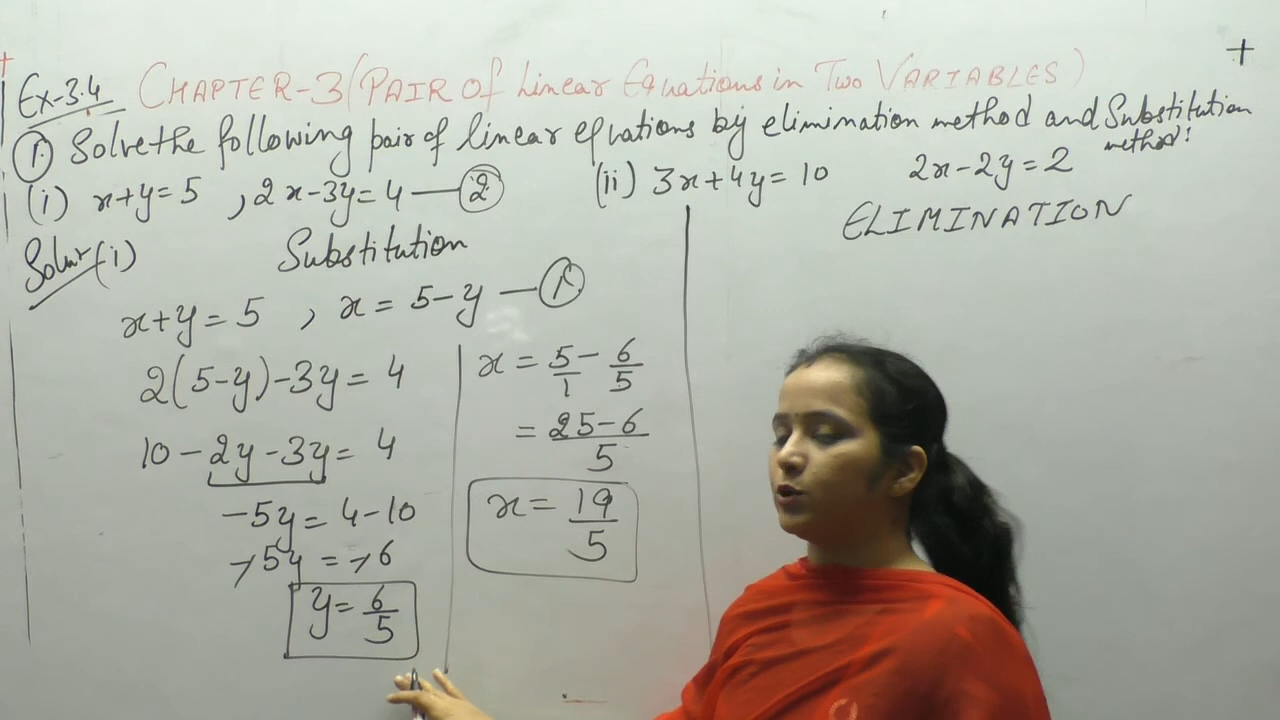 Ex-3.4 CHAPTER-3 (PAIR Of Linear Equations in Two VARIABLES)
① Solve the following pair of linear equations by elimination method and Substitution method:
(i) x+y=5 , 2x-3y=4 —② (ii) 3x+4y=10 2x-2y=2
Solun (i) Substitution
x+y=5 , x=5-y —①
2(5-y)-3y=4
10-2y-3y=4
-5y=4-10
-5y=-6
y=6/5
x=5/1-6/5
=25-6/5
x=19/5
ELIMINATION